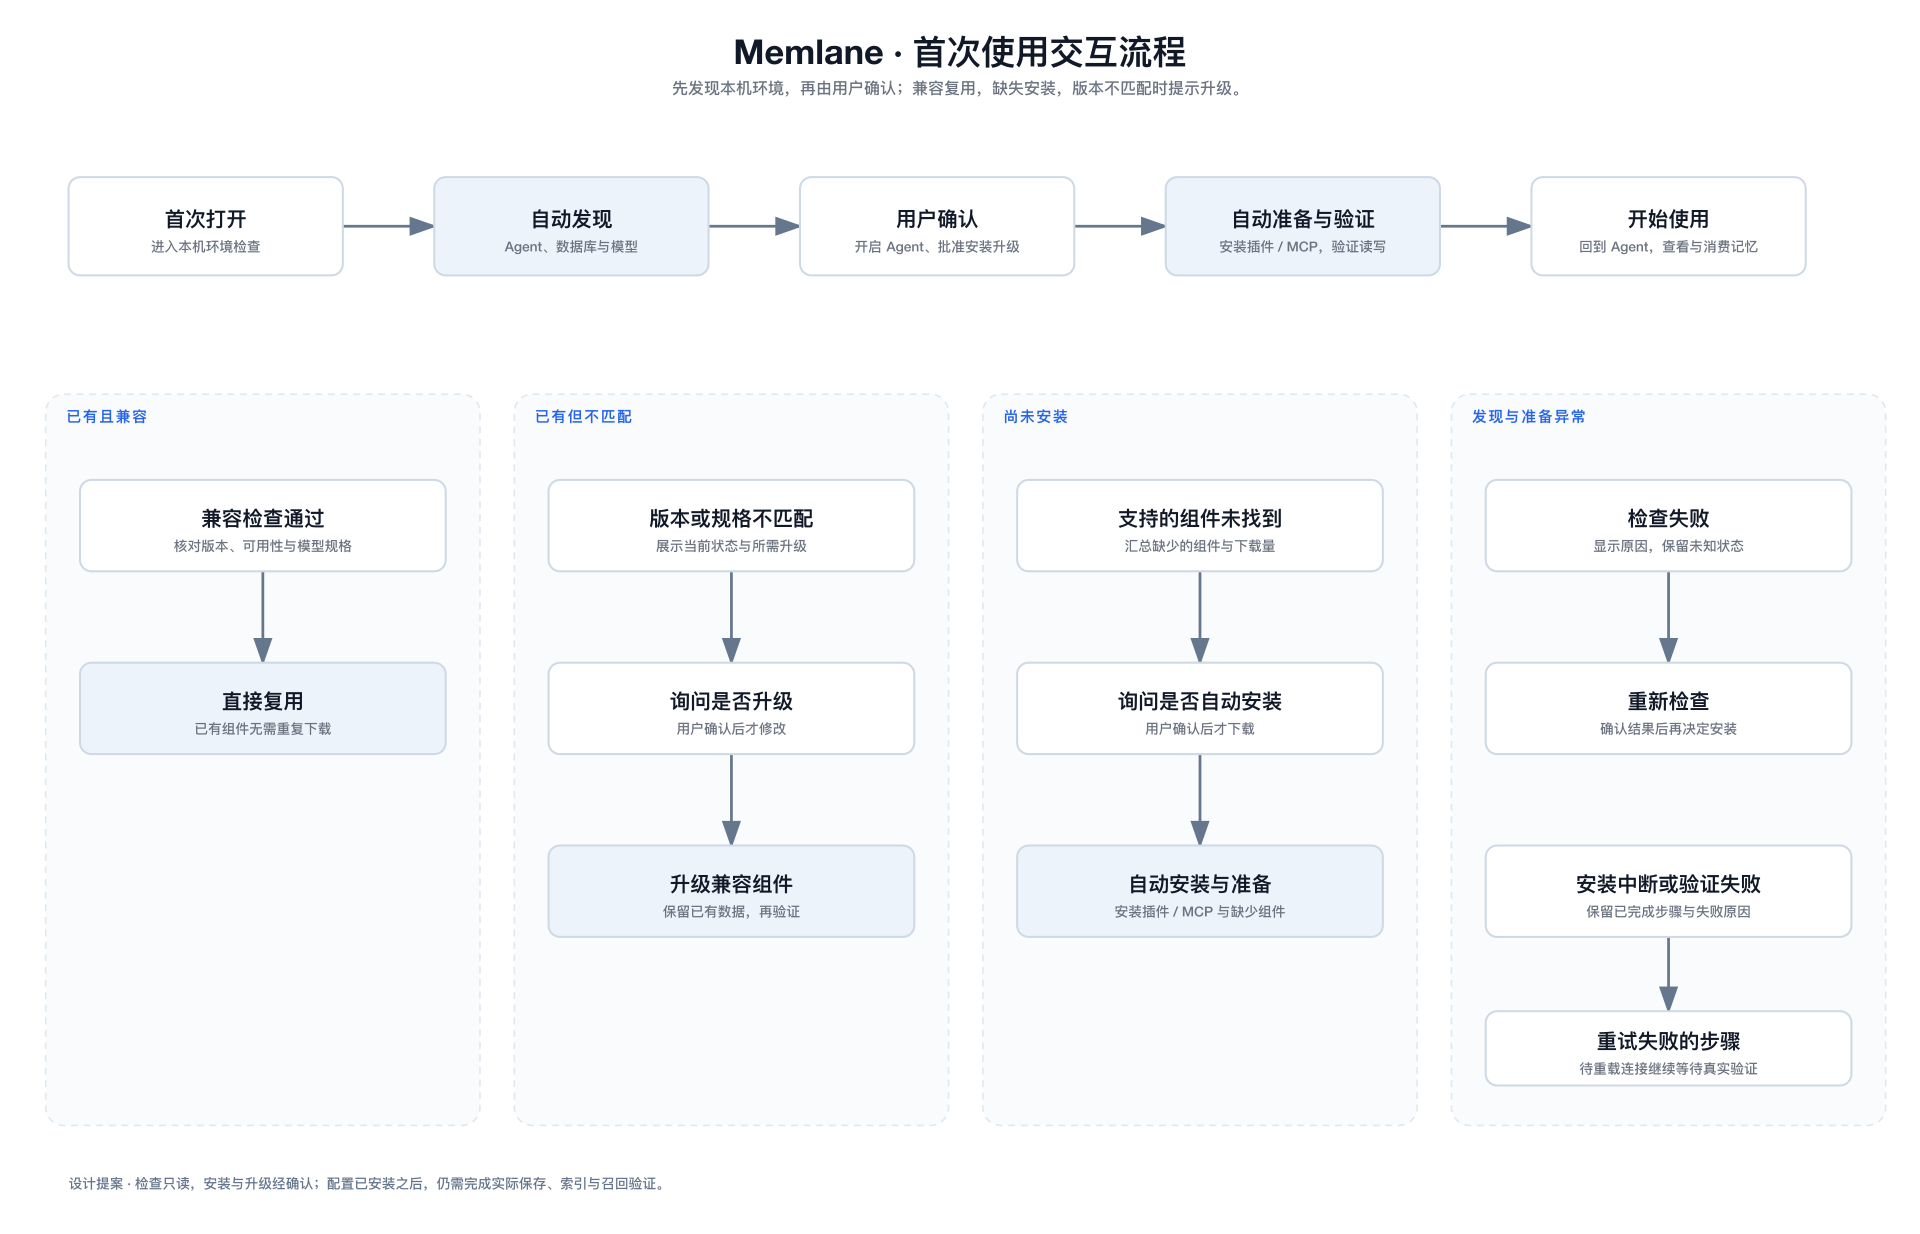 Memlane · 首次使用交互流程
先发现本机环境，再由用户确认；兼容复用，缺失安装，版本不匹配时提示升级。
首次打开
进入本机环境检查
自动发现
Agent、数据库与模型
用户确认
开启 Agent、批准安装升级
自动准备与验证
安装插件 / MCP，验证读写
开始使用
回到 Agent，查看与消费记忆
已有且兼容
兼容检查通过
核对版本、可用性与模型规格
直接复用
已有组件无需重复下载
已有但不匹配
版本或规格不匹配
展示当前状态与所需升级
询问是否升级
用户确认后才修改
升级兼容组件
保留已有数据，再验证
尚未安装
支持的组件未找到
汇总缺少的组件与下载量
询问是否自动安装
用户确认后才下载
自动安装与准备
安装插件 / MCP 与缺少组件
发现与准备异常
检查失败
显示原因，保留未知状态
重新检查
确认结果后再决定安装
安装中断或验证失败
保留已完成步骤与失败原因
重试失败的步骤
待重载连接继续等待真实验证
设计提案 · 检查只读，安装与升级经确认；配置已安装之后，仍需完成实际保存、索引与召回验证。